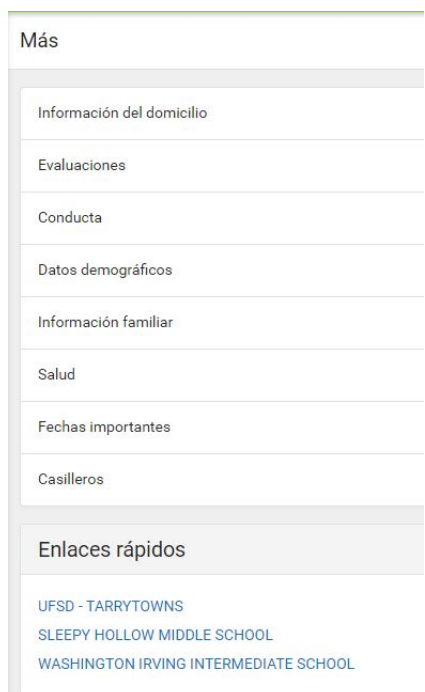 Más
Información del domicilio
Evaluaciones
Conducta
Datos demográficos
Información familiar
Salud
Fechas importantes
Casilleros
Enlaces rápidos
UFSD - TARRYTOWNS
SLEEPY HOLLOW MIDDLE SCHOOL
WASHINGTON IRVING INTERMEDIATE SCHOOL